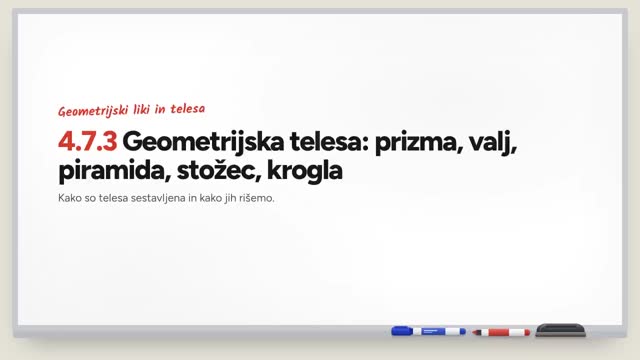 Geometrijski liki in telesa
4.7.3 Geometrijska telesa: prizma, valj,
piramida, stožec, krogla
Kako so telesa sestavljena in kako jih rišemo.